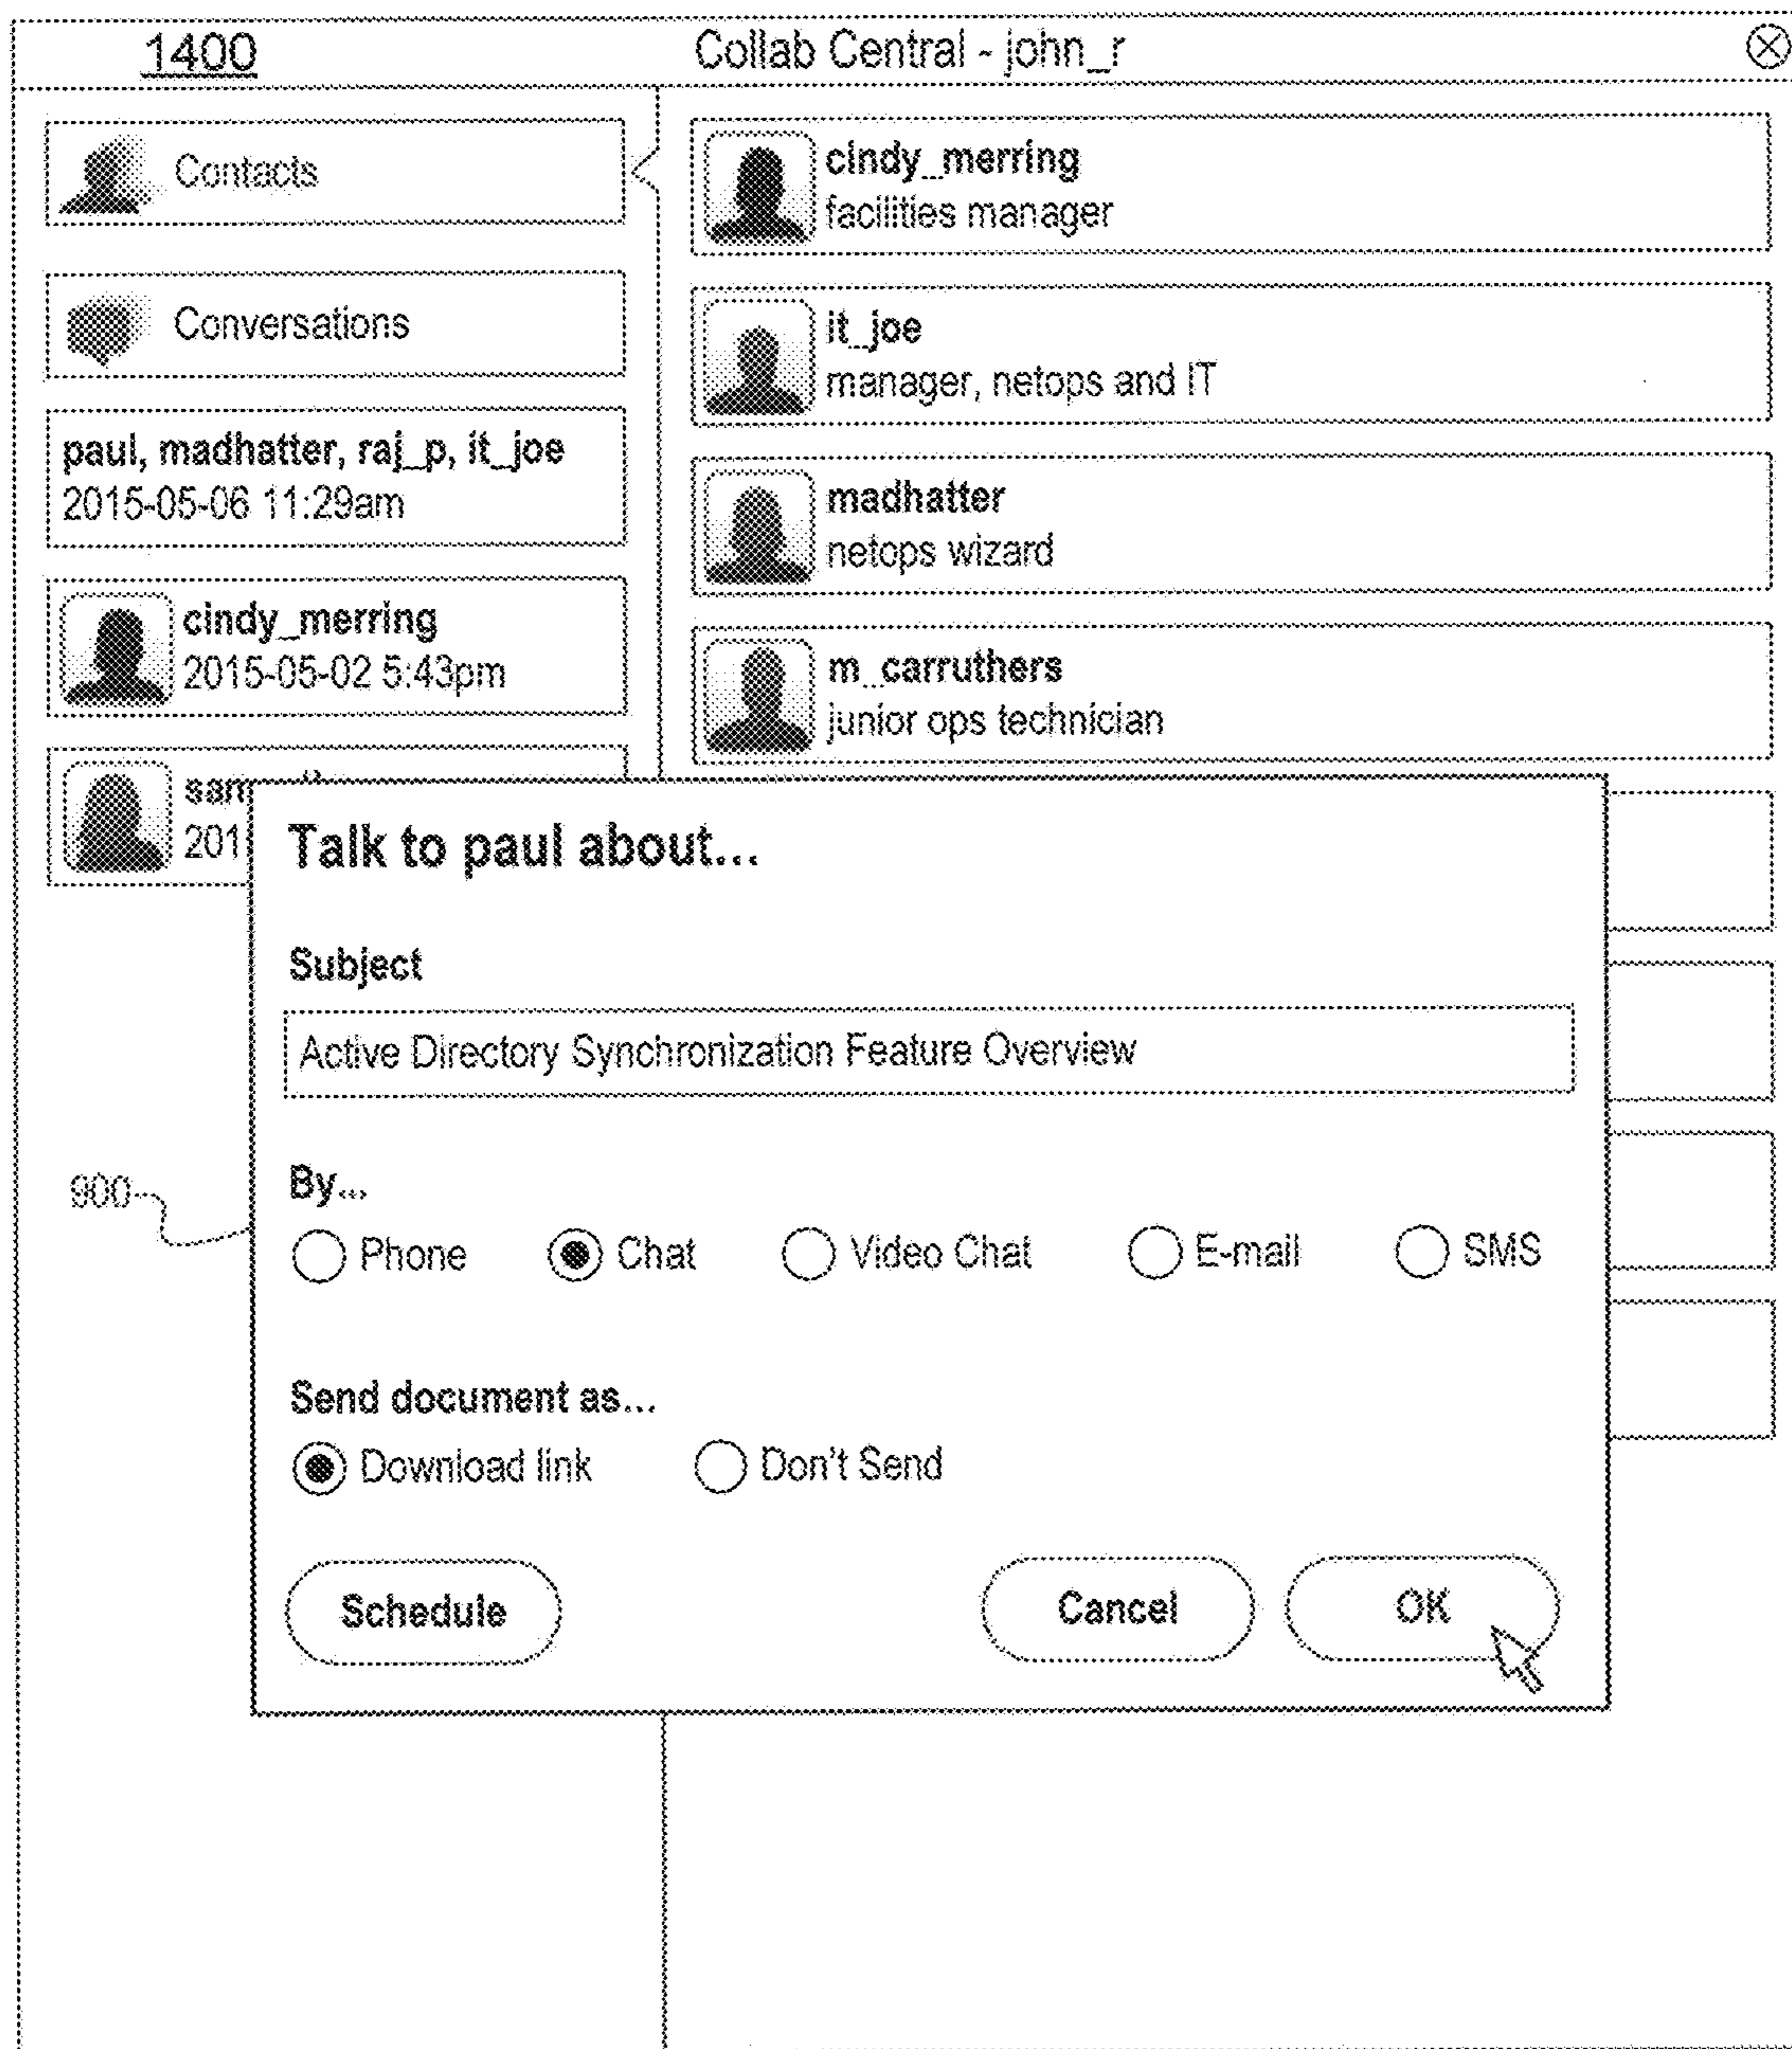 1400
Collab Central - john_r
Contacts
Conversations
paul, madhatter, raj_p, it_joe
2015-05-06 11:29am
cindy_merring
2015-05-02 5:43pm
cindy_merring
facilities manager
it_joe
manager, netops and IT
madhatter
netops wizard
m_carruthers
junior ops technician
Talk to paul about...
Subject
Active Directory Synchronization Feature Overview
900
By...
Phone Chat Video Chat E-mail SMS
Send document as...
Download link Don't Send
Schedule Cancel OK